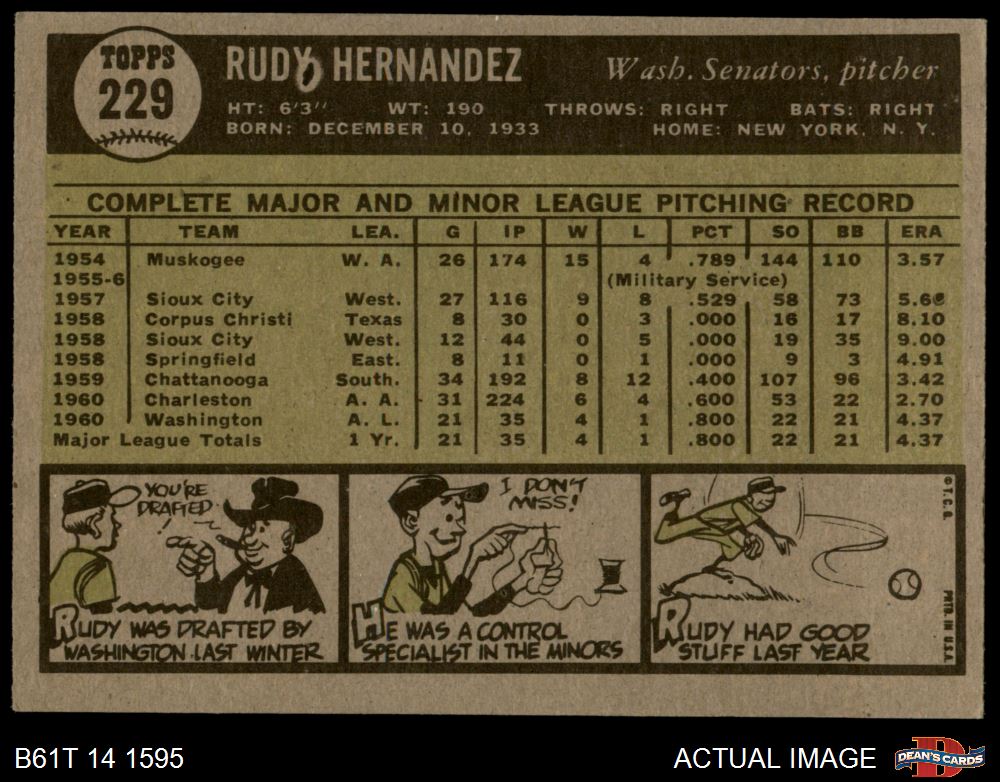 TOPPS
229
RUDY HERNANDEZ
Wash. Senators, pitcher
HT: 6'3" WT: 190 THROWS: RIGHT BATS: RIGHT
BORN: DECEMBER 10, 1933 HOME: NEW YORK, N. Y.
COMPLETE MAJOR AND MINOR LEAGUE PITCHING RECORD
YEAR TEAM LEA. G IP W L PCT SO BB ERA
1954 Muskogee W. A. 26 174 15 4 .789 144 110 3.57
1955-6 (Military Service)
1957 Sioux City West. 27 116 9 8 .529 58 73 5.66
1958 Corpus Christi Texas 8 30 0 3 .000 16 17 8.10
1958 Sioux City West. 12 44 0 5 .000 19 35 9.00
1958 Springfield East. 8 11 0 1 .000 9 3 4.91
1959 Chattanooga South. 34 192 8 12 .400 107 96 3.42
1960 Charleston A. A. 31 224 6 4 .600 53 22 2.70
1960 Washington A. L. 21 35 4 1 .800 22 21 4.37
Major League Totals 1 Yr. 21 35 4 1 .800 22 21 4.37
YOU'RE
DRAFTED
!
RUDY WAS DRAFTED BY
WASHINGTON LAST WINTER
I DON'T
MISS!
HE WAS A CONTROL
SPECIALIST IN THE MINORS
RUDY HAD GOOD
STUFF LAST YEAR
© T. C. G.
PRTD. IN U.S.A.
B61T 14 1595
ACTUAL IMAGE
D
DEAN'S CARDS